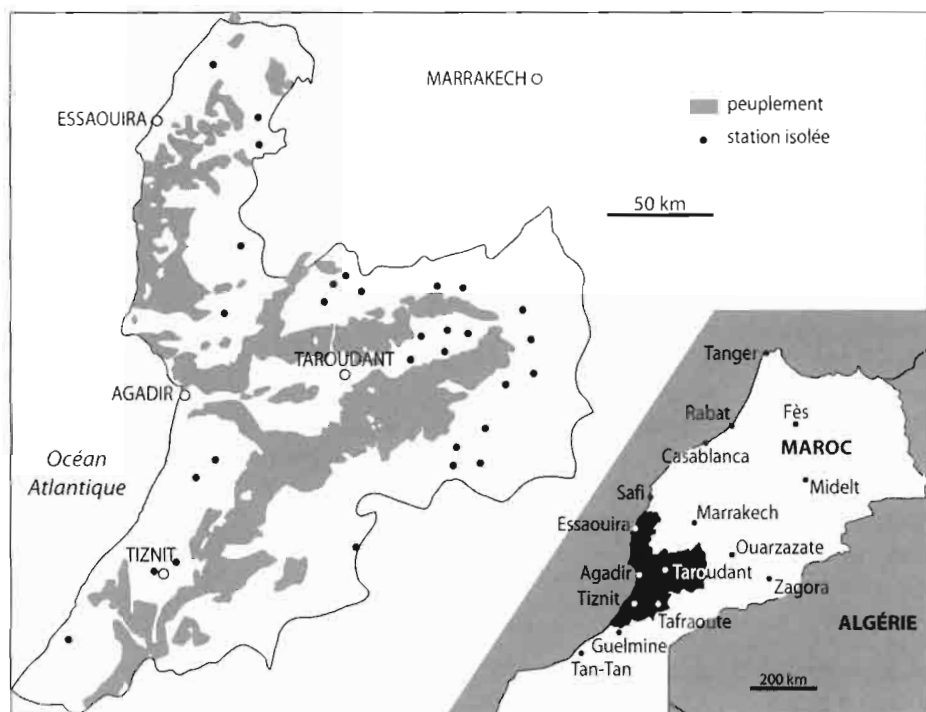 MARRAKECH
ESSAOUIRA
peuplement
station isolée
50 km
TAROUDANT
AGADIR
Océan
Atlantique
TIZNIT
Tanger
Rabat
Fès
MAROC
Casablanca
Midelt
Safi
Marrakech
Essaouira
Ouarzazate
Agadir
Taroudant
Zagora
Tiznit
Tafraoute
ALGÉRIE
Guelmine
Tan-Tan
200 km